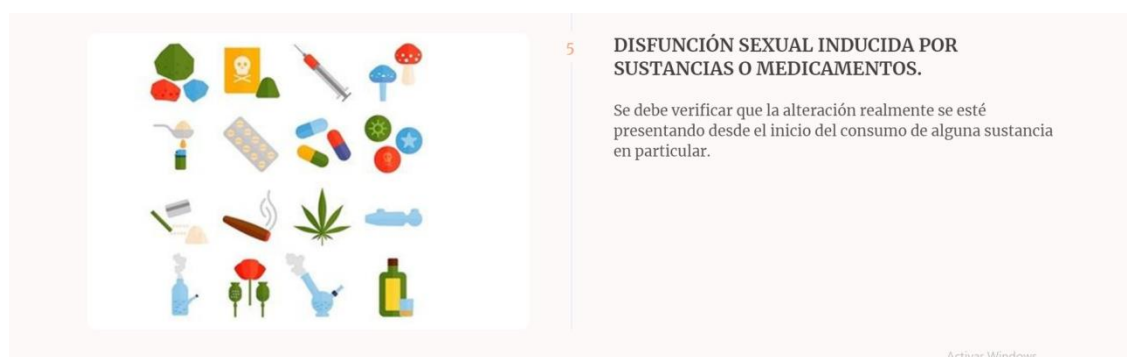 5
DISFUNCIÓN SEXUAL INDUCIDA POR
SUSTANCIAS O MEDICAMENTOS.
Se debe verificar que la alteración realmente se esté
presentando desde el inicio del consumo de alguna sustancia
en particular.
Activar Windows